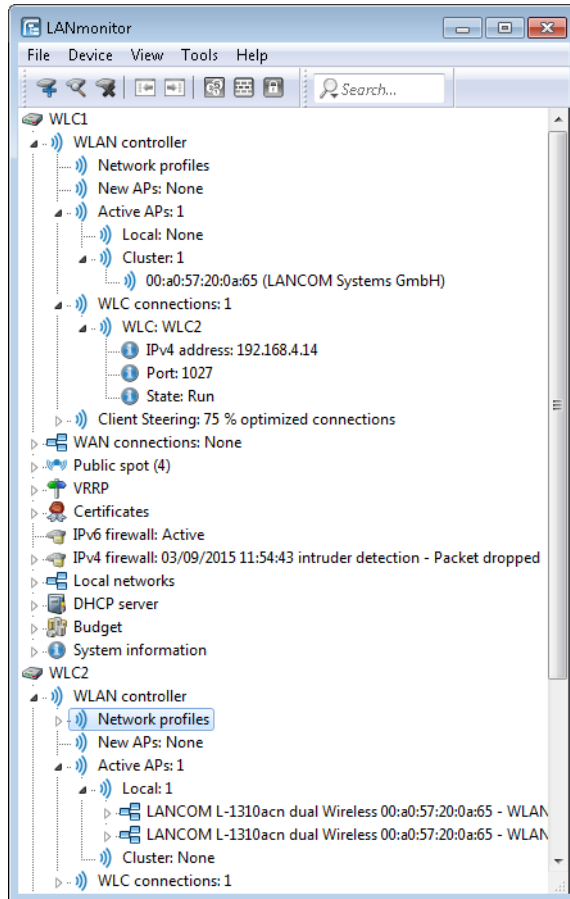 LANmonitor
File Device View Tools Help
Search...
WLC1
WLAN controller
Network profiles
New APs: None
Active APs: 1
Local: None
Cluster: 1
00:a0:57:20:0a:65 (LANCOM Systems GmbH)
WLC connections: 1
WLC: WLC2
IPv4 address: 192.168.4.14
Port: 1027
State: Run
Client Steering: 75 % optimized connections
WAN connections: None
Public spot (4)
VRRP
Certificates
IPv6 firewall: Active
IPv4 firewall: 03/09/2015 11:54:43 intruder detection - Packet dropped
Local networks
DHCP server
Budget
System information
WLC2
WLAN controller
Network profiles
New APs: None
Active APs: 1
Local: 1
LANCOM L-1310acn dual Wireless 00:a0:57:20:0a:65 - WLAN
LANCOM L-1310acn dual Wireless 00:a0:57:20:0a:65 - WLAN
Cluster: None
WLC connections: 1